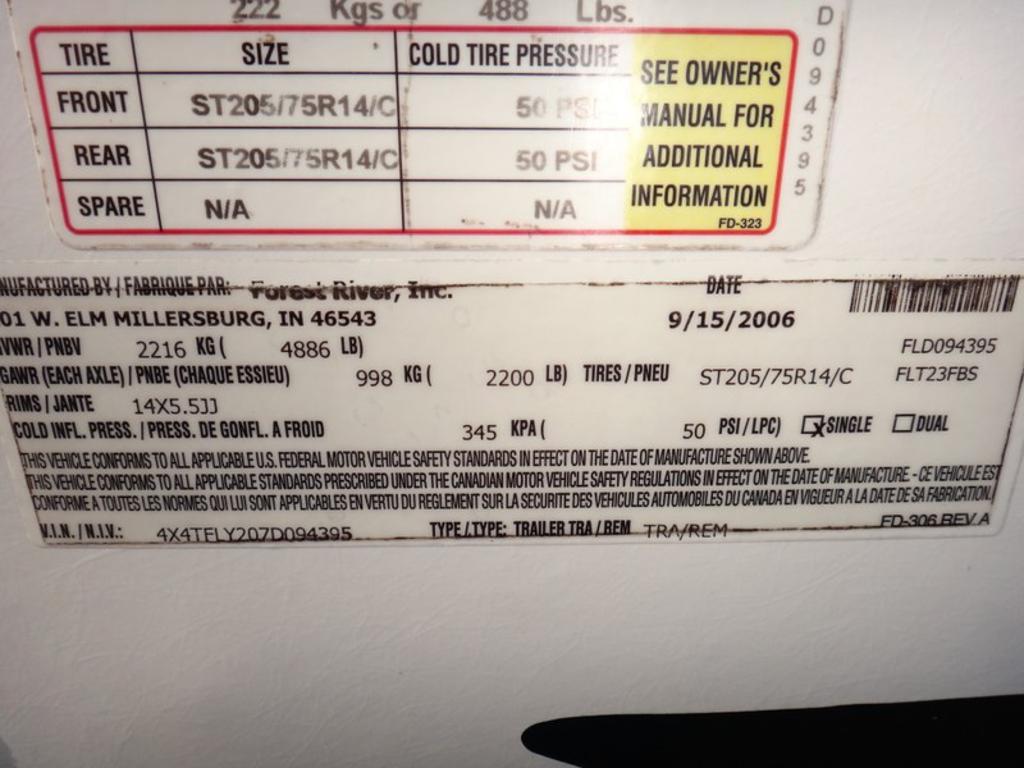 222 Kgs or 488 Lbs.
TIRE SIZE COLD TIRE PRESSURE
FRONT ST205/75R14/C 50 PSI
REAR ST205/75R14/C 50 PSI
SPARE N/A N/A
SEE OWNER'S
MANUAL FOR
ADDITIONAL
INFORMATION
FD-323
D094395
NUFACTURED BY / FABRIQUE PAR: Forest River, Inc. DATE
01 W. ELM MILLERSBURG, IN 46543 9/15/2006
VWR / PNBV 2216 KG ( 4886 LB) FLD094395
GAWR (EACH AXLE) / PNBE (CHAQUE ESSIEU) 998 KG ( 2200 LB) TIRES / PNEU ST205/75R14/C FLT23FBS
RIMS / JANTE 14X5.5JJ
COLD INFL. PRESS. / PRESS. DE GONFL. A FROID 345 KPA ( 50 PSI / LPC) X SINGLE DUAL
THIS VEHICLE CONFORMS TO ALL APPLICABLE U.S. FEDERAL MOTOR VEHICLE SAFETY STANDARDS IN EFFECT ON THE DATE OF MANUFACTURE SHOWN ABOVE.
THIS VEHICLE CONFORMS TO ALL APPLICABLE STANDARDS PRESCRIBED UNDER THE CANADIAN MOTOR VEHICLE SAFETY REGULATIONS IN EFFECT ON THE DATE OF MANUFACTURE. - CE VEHICULE EST
CONFORME A TOUTES LES NORMES QUI LUI SONT APPLICABLES EN VERTU DU REGLEMENT SUR LA SECURITE DES VEHICULES AUTOMOBILES DU CANADA EN VIGUEUR A LA DATE DE SA FABRICATION.
V.I.N. / N.I.V.: 4X4TFLY207D094395 TYPE / TYPE: TRAILER TRA / REM TRA/REM FD-306 REV A